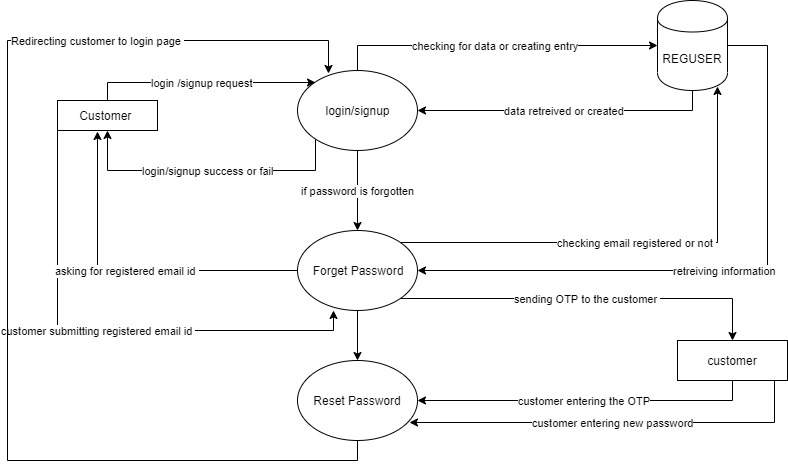 Redirecting customer to login page
checking for data or creating entry
REGUSER
login /signup request
Customer
login/signup
data retreived or created
login/signup success or fail
if password is forgotten
checking email registered or not
asking for registered email id
Forget Password
retreiving information
sending OTP to the customer
customer submitting registered email id
customer
Reset Password
customer entering the OTP
customer entering new password